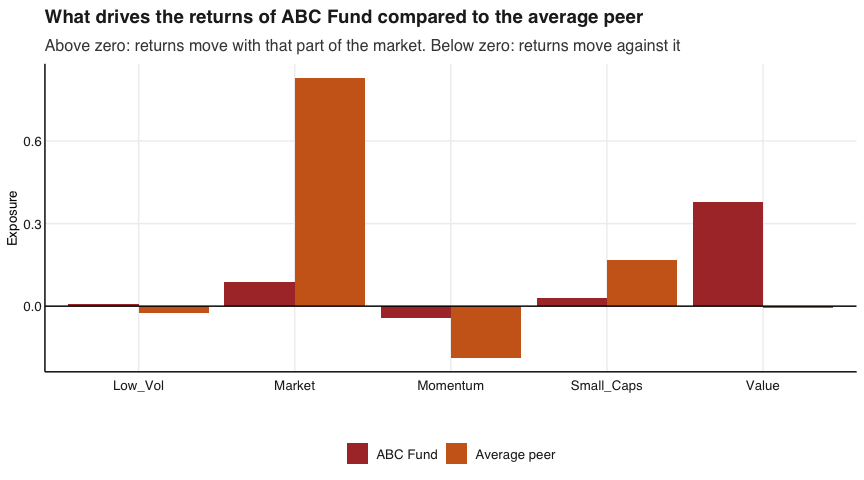 What drives the returns of ABC Fund compared to the average peer
Above zero: returns move with that part of the market. Below zero: returns move against it
Exposure
0.6
0.3
0.0
Low_Vol Market Momentum Small_Caps Value
ABC Fund Average peer